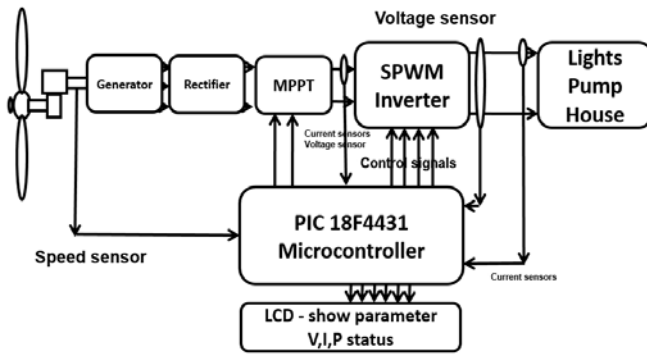 Voltage sensor
Generator
Rectifier
MPPT
SPWM
Inverter
Lights
Pump
House
Current sensors
Voltage sensor
Control signals
PIC 18F4431
Microcontroller
Speed sensor
Current sensors
LCD - show parameter
V,I,P status